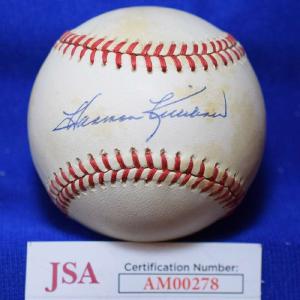 Harmon Killebrew
JSA
Certification Number:
AM00278